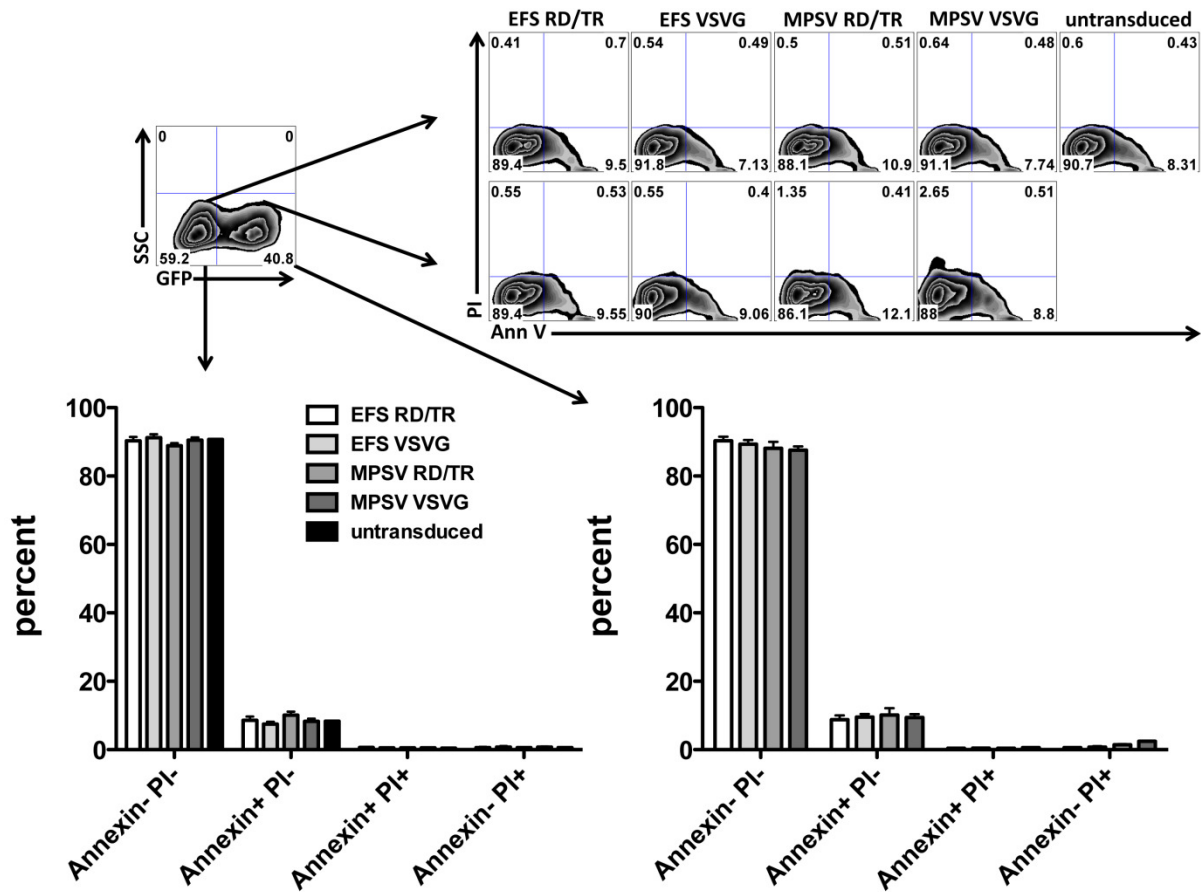 EFS RD/TR EFS VSVG MPSV RD/TR MPSV VSVG untransduced
0.41 0.7 0.54 0.49 0.5 0.51 0.64 0.48 0.6 0.43
89.4 9.5 91.8 7.13 88.1 10.9 91.1 7.74 90.7 8.31
0.55 0.53 0.55 0.4 1.35 0.41 2.65 0.51
89.4 9.55 90 9.06 86.1 12.1 88 8.8
PI
Ann V
0 0
59.2 40.8
SSC
GFP
EFS RD/TR
EFS VSVG
MPSV RD/TR
MPSV VSVG
untransduced
percent
100
80
60
40
20
0
Annexin- PI-
Annexin+ PI-
Annexin+ PI+
Annexin- PI+
percent
100
80
60
40
20
0
Annexin- PI-
Annexin+ PI-
Annexin+ PI+
Annexin- PI+